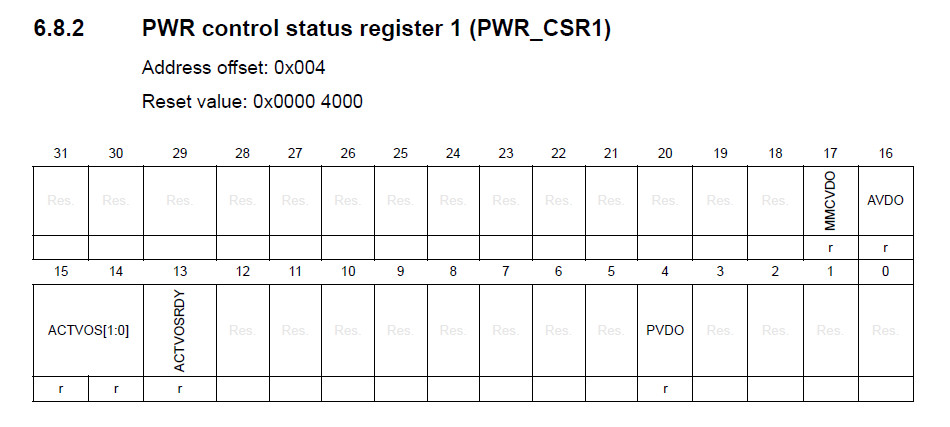 6.8.2 PWR control status register 1 (PWR_CSR1)
Address offset: 0x004
Reset value: 0x0000 4000
31 30 29 28 27 26 25 24 23 22 21 20 19 18 17 16
Res. Res. Res. Res. Res. Res. Res. Res. Res. Res. Res. Res. Res. Res. MMCVDO AVDO
r r
15 14 13 12 11 10 9 8 7 6 5 4 3 2 1 0
ACTVOS[1:0] ACTVOSRDY Res. Res. Res. Res. Res. Res. Res. Res. PVDO Res. Res. Res. Res.
r r r r